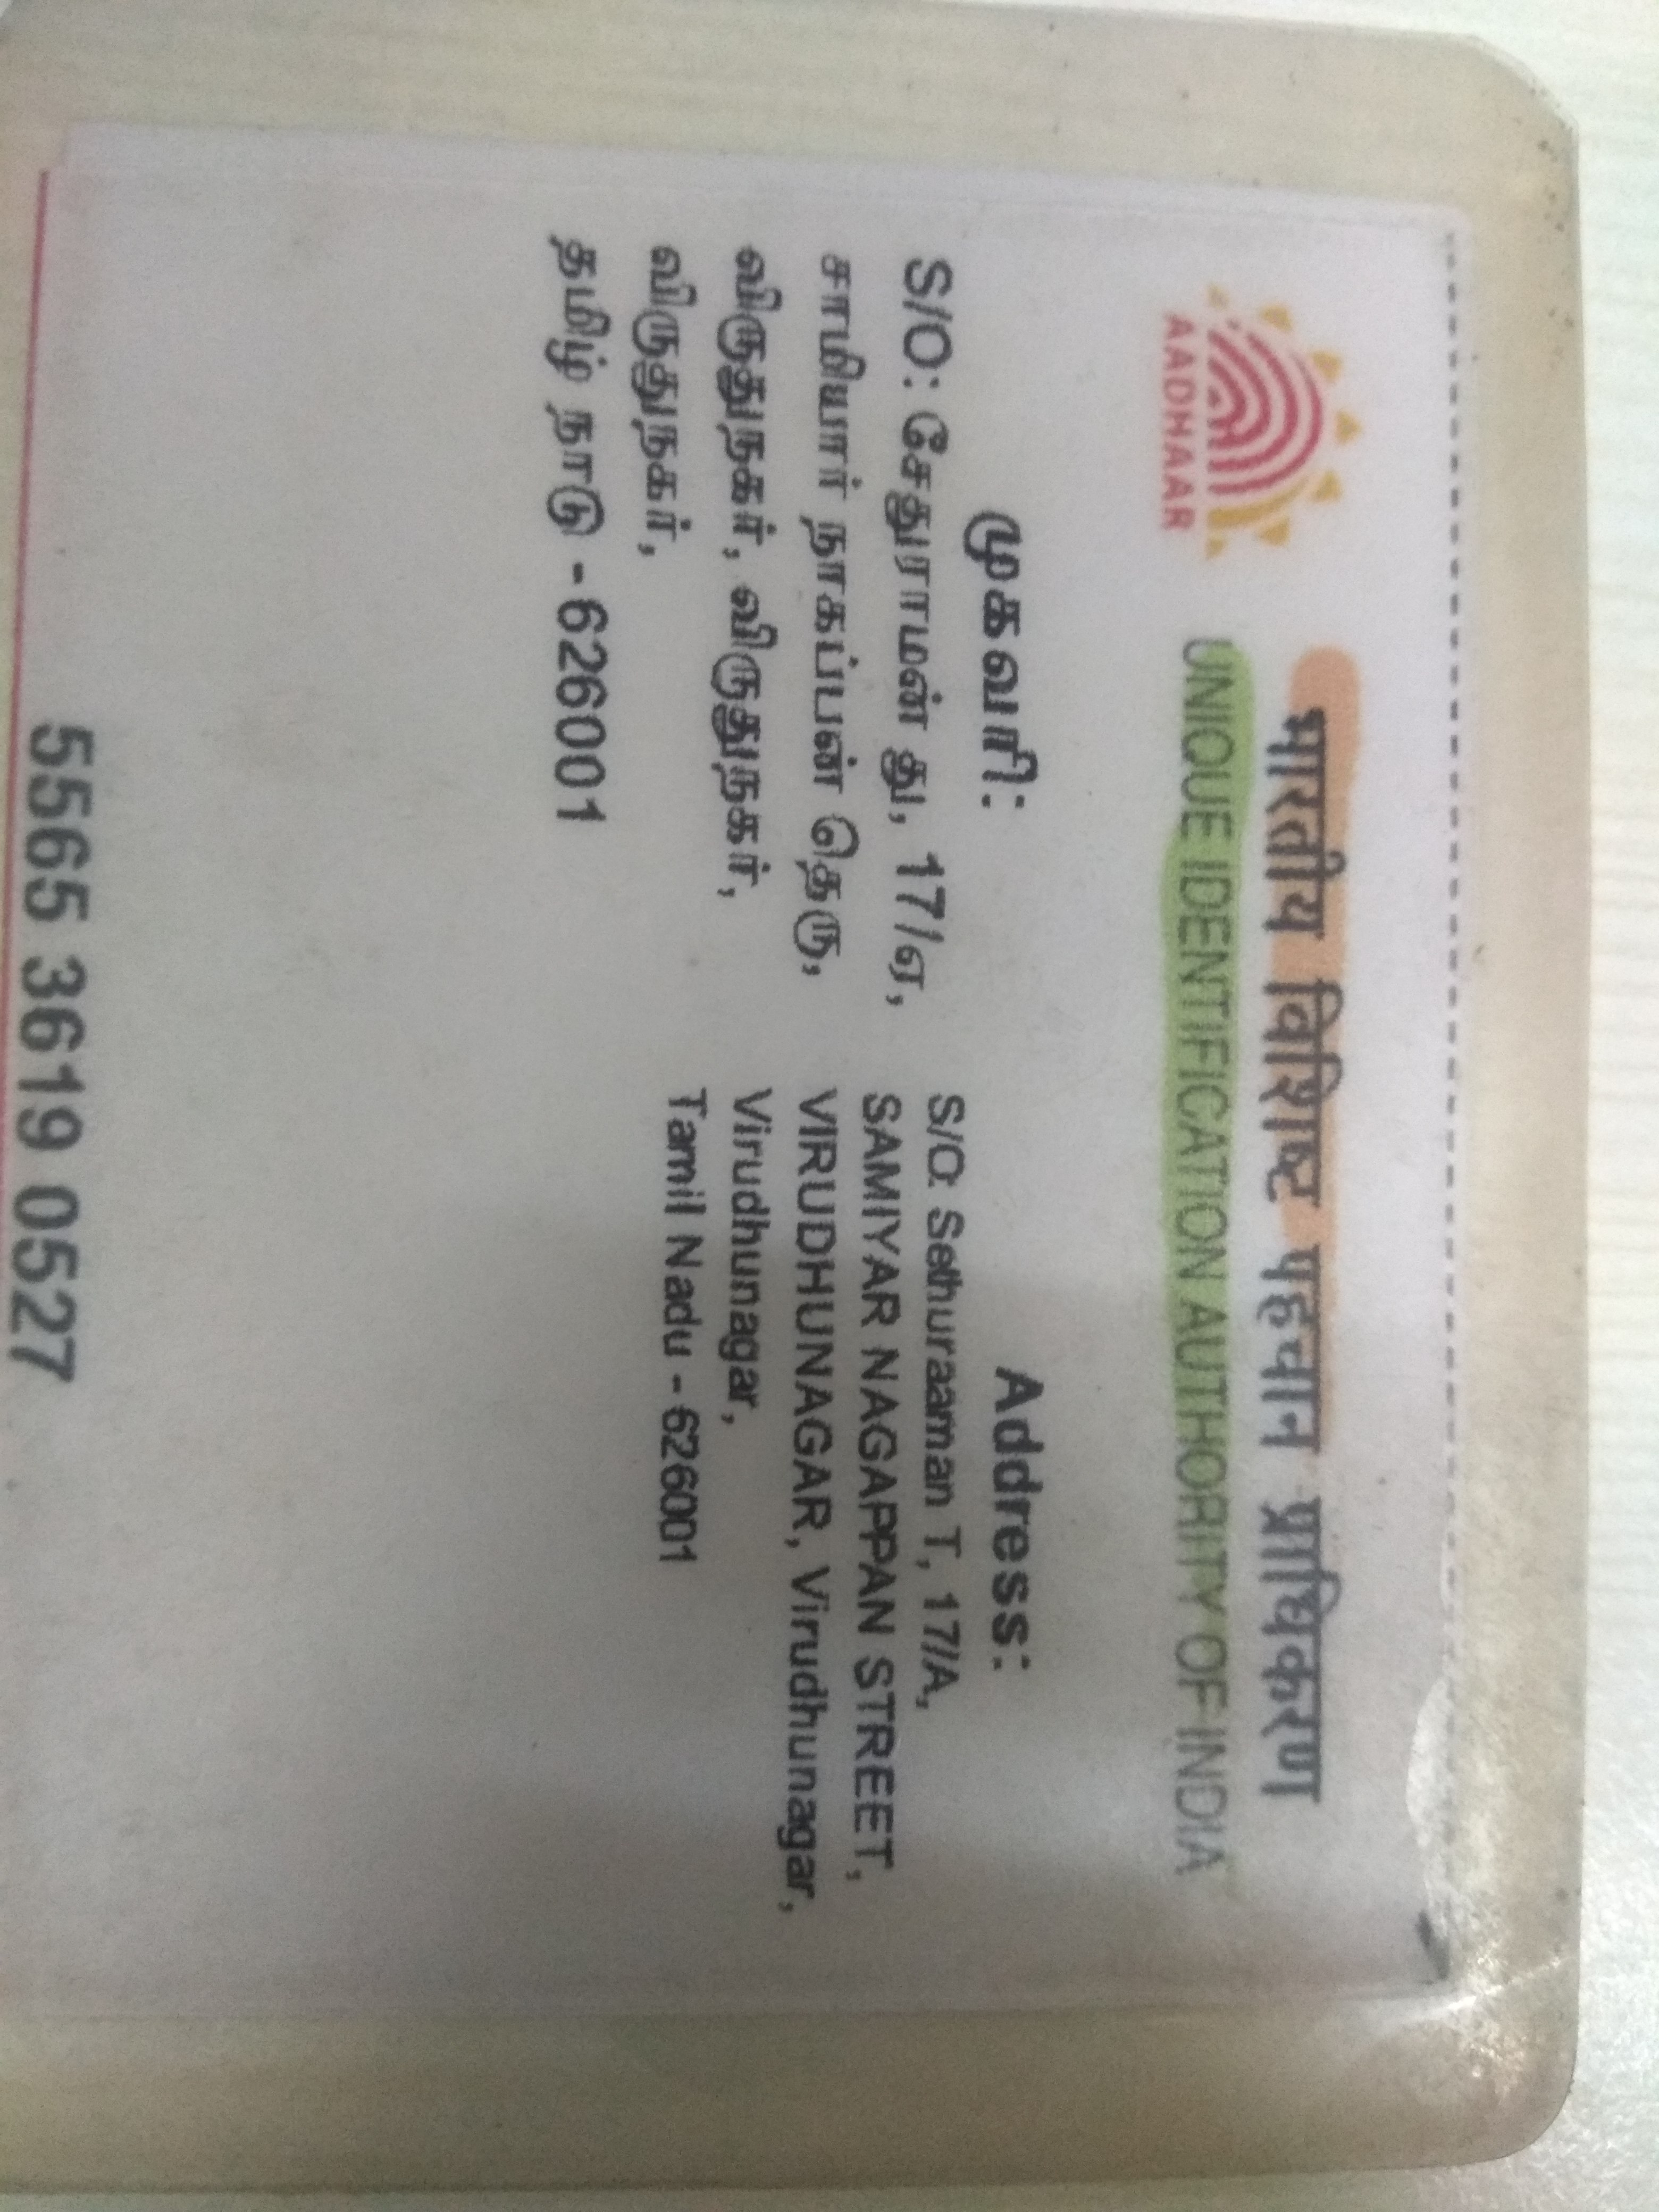 भारतीय विशिष्ट पहचान प्राधिकरण
UNIQUE IDENTIFICATION AUTHORITY OF INDIA
AADHAAR
முகவரி:
S/O: சேதுராமன் து, 17/ஏ,
சாமியார் நாகப்பன் தெரு,
விருதுநகர், விருதுநகர்,
விருதுநகர்,
தமிழ் நாடு - 626001
Address:
S/O: Sethuraaman T, 17/A,
SAMIYAR NAGAPPAN STREET,
VIRUDHUNAGAR, Virudhunagar,
Virudhunagar,
Tamil Nadu - 626001
5565 3619 0527